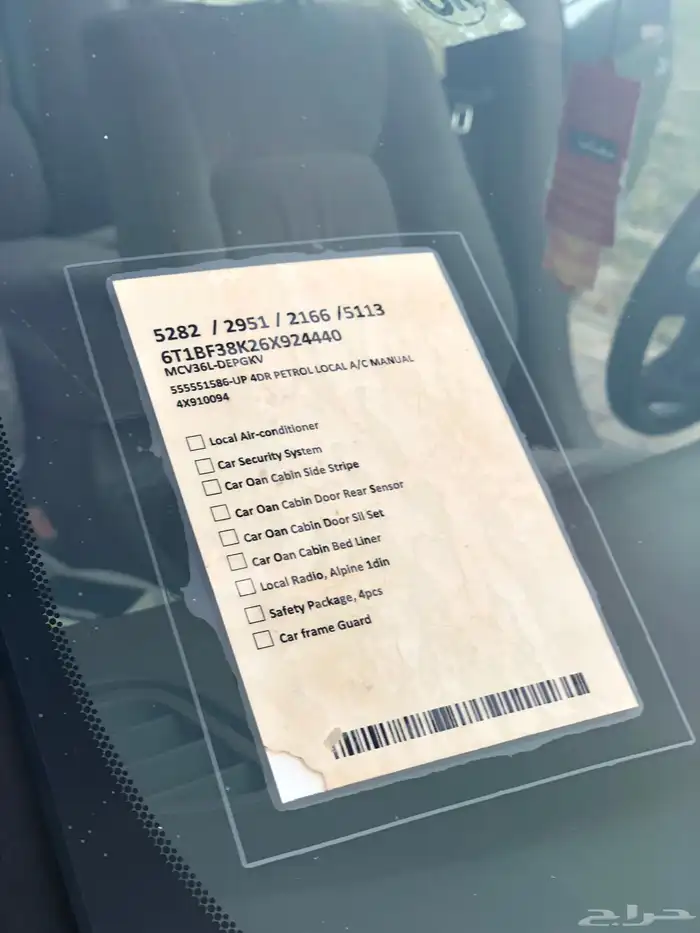 5282 / 2951 / 2166 /5113
6T1BF38K26X924440
MCV36L-DEPGKV
555551586-UP 4DR PETROL LOCAL A/C MANUAL
4X910094
Local Air-conditioner
Car Security System
Car Oan Cabin Side Stripe
Car Oan Cabin Door Rear Sensor
Car Oan Cabin Door Sil Set
Car Oan Cabin Bed Liner
Local Radio, Alpine 1din
Safety Package, 4pcs
Car frame Guard
حراج